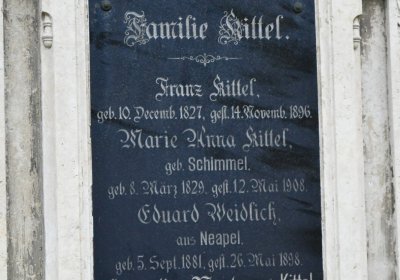 Familie Kittel.
Franz Kittel,
geb. 10. Decemb. 1827, gest. 14. Novemb. 1896.
Marie Anna Kittel,
geb. Schimmel,
geb. 8. März 1829, gest. 12. Mai 1908.
Eduard Weidlich,
aus Neapel.
geb. 5. Sept. 1881, gest. 26. Mai 1898.
Kittel